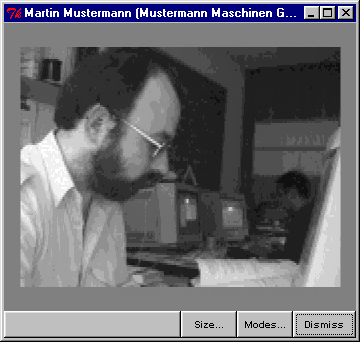 Martin Mustermann (Mustermann Maschinen G...
Size...
Modes...
Dismiss